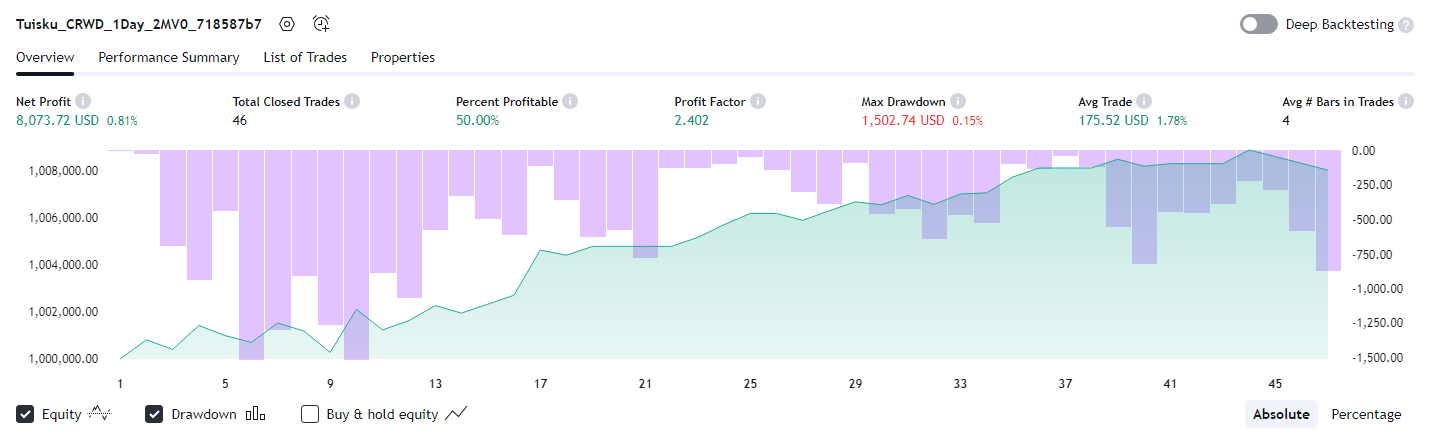 Tuisku_CRWD_1Day_2MV0_718587b7
Deep Backtesting ?
Overview Performance Summary List of Trades Properties
Net Profit i Total Closed Trades i Percent Profitable i Profit Factor i Max Drawdown i Avg Trade i Avg # Bars in Trades i
8,073.72 USD 0.81% 46 50.00% 2.402 1,502.74 USD 0.15% 175.52 USD 1.78% 4
1,008,000.00
1,006,000.00
1,004,000.00
1,002,000.00
1,000,000.00
0.00
-250.00
-500.00
-750.00
-1,000.00
-1,250.00
-1,500.00
1 5 9 13 17 21 25 29 33 37 41 45
Equity Drawdown Buy & hold equity Absolute Percentage